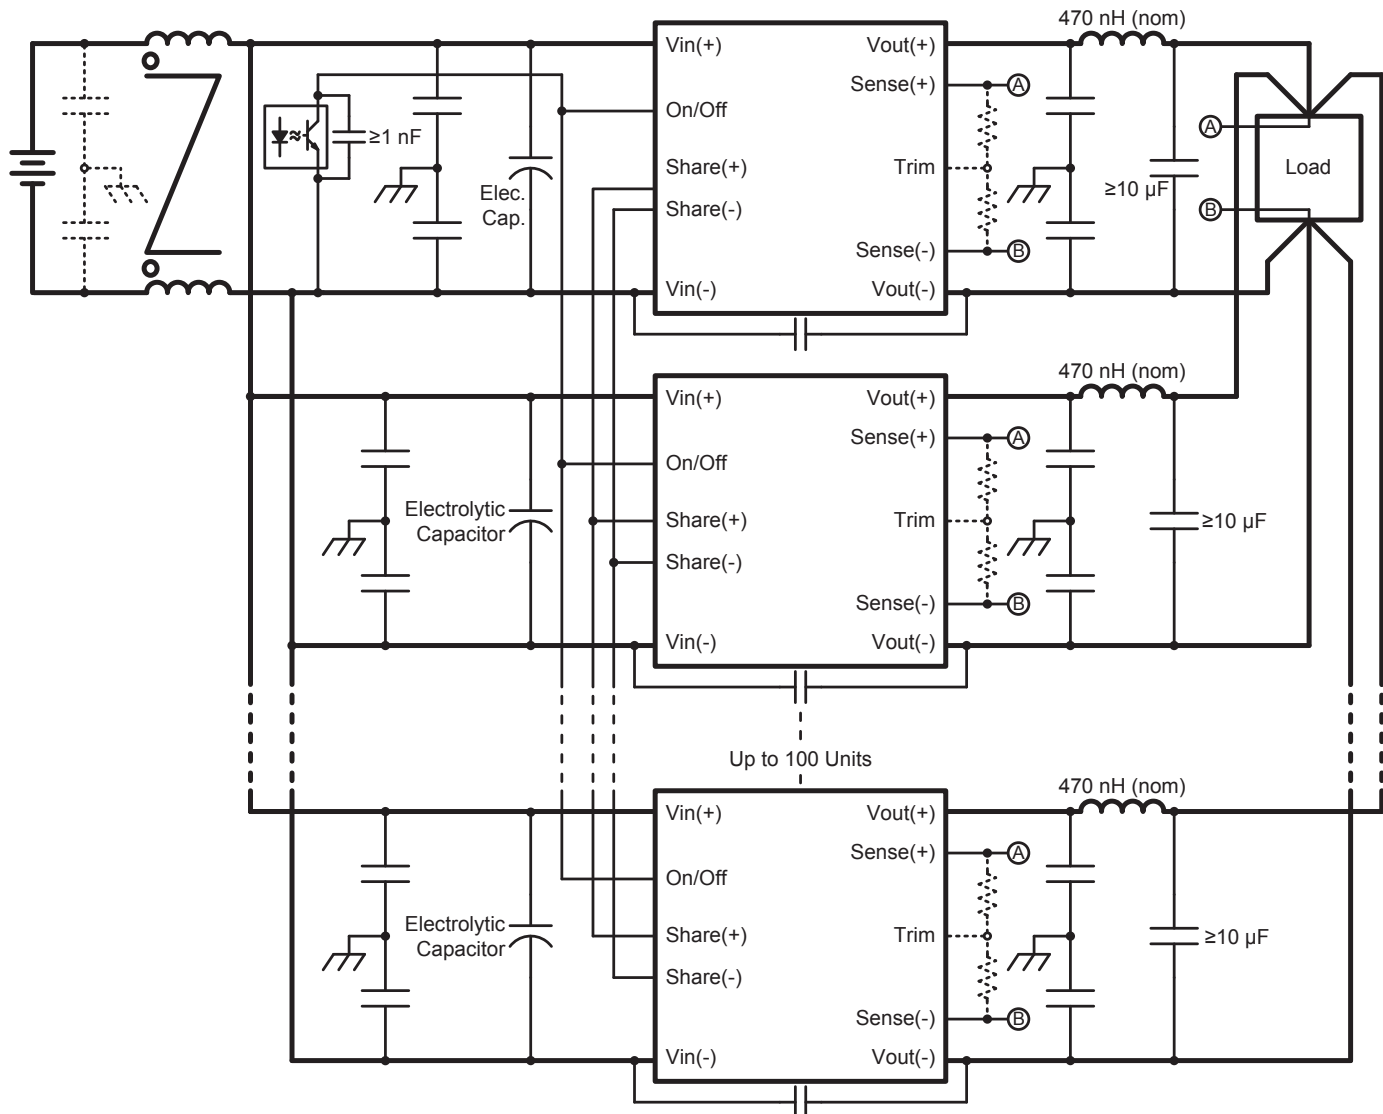 470 nH (nom)
Vin(+)
Vout(+)
Sense(+)
A
On/Off
≥1 nF
A
Share(+)
Trim
Load
Elec.
Cap.
Share(-)
≥10 µF
B
Sense(-)
B
Vin(-)
Vout(-)
470 nH (nom)
Vin(+)
Vout(+)
Sense(+)
A
On/Off
Electrolytic
Capacitor
Share(+)
Trim
≥10 µF
Share(-)
Sense(-)
B
Vin(-)
Vout(-)
Up to 100 Units
470 nH (nom)
Vin(+)
Vout(+)
Sense(+)
A
On/Off
Electrolytic
Capacitor
Share(+)
Trim
≥10 µF
Share(-)
Sense(-)
B
Vin(-)
Vout(-)